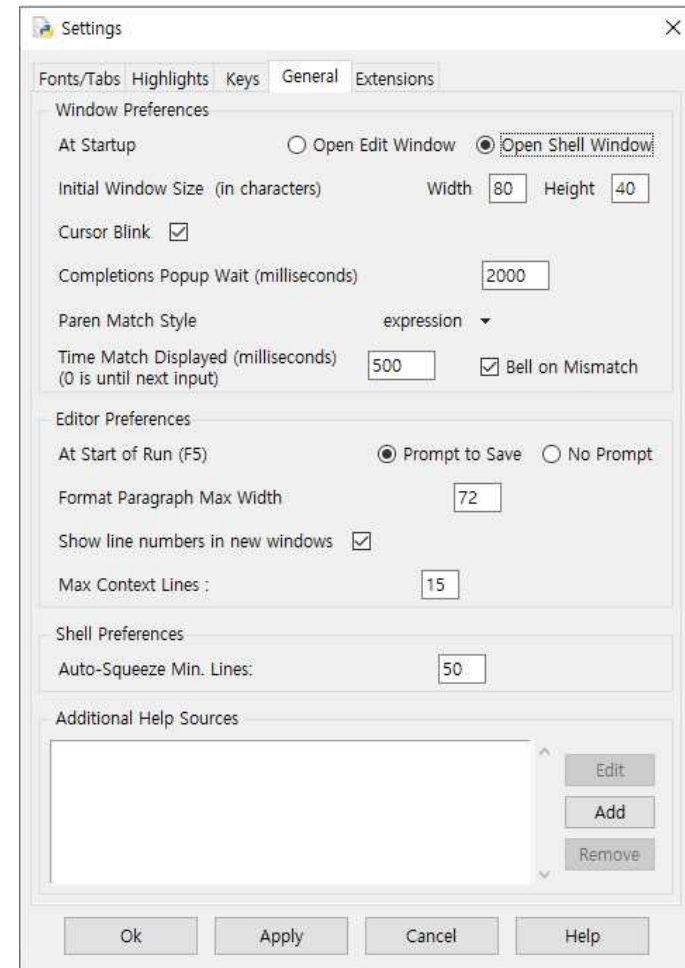 Settings
Fonts/Tabs Highlights Keys General Extensions
Window Preferences
At Startup Open Edit Window Open Shell Window
Initial Window Size (in characters) Width 80 Height 40
Cursor Blink
Completions Popup Wait (milliseconds) 2000
Paren Match Style expression
Time Match Displayed (milliseconds)
(0 is until next input) 500 Bell on Mismatch
Editor Preferences
At Start of Run (F5) Prompt to Save No Prompt
Format Paragraph Max Width 72
Show line numbers in new windows
Max Context Lines : 15
Shell Preferences
Auto-Squeeze Min. Lines: 50
Additional Help Sources
Edit
Add
Remove
Ok Apply Cancel Help